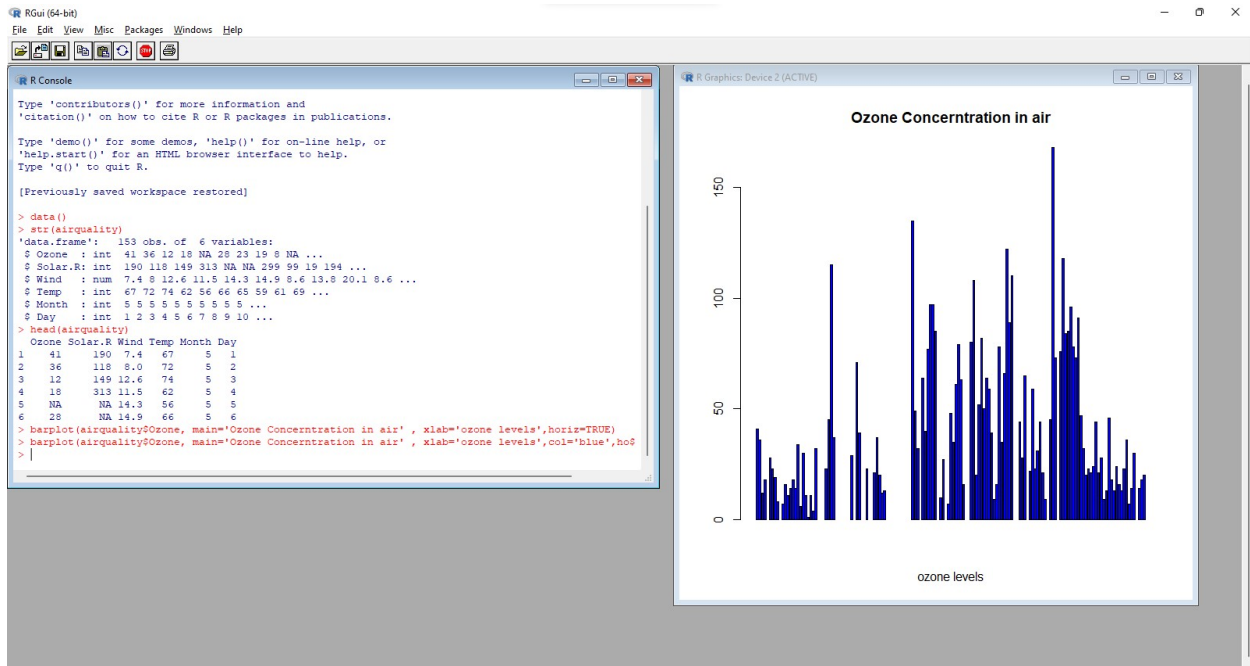 RGui (64-bit)
File Edit View Misc Packages Windows Help
STOP
R Console
Type 'contributors()' for more information and
'citation()' on how to cite R or R packages in publications.
Type 'demo()' for some demos, 'help()' for on-line help, or
'help.start()' for an HTML browser interface to help.
Type 'q()' to quit R.
[Previously saved workspace restored]
> data()
> str(airquality)
'data.frame':   153 obs. of  6 variables:
 $ Ozone  : int  41 36 12 18 NA 28 23 19 8 NA ...
 $ Solar.R: int  190 118 149 313 NA NA 299 99 19 194 ...
 $ Wind   : num  7.4 8 12.6 11.5 14.3 14.9 8.6 13.8 20.1 8.6 ...
 $ Temp   : int  67 72 74 62 56 66 65 59 61 69 ...
 $ Month  : int  5 5 5 5 5 5 5 5 5 5 ...
 $ Day    : int  1 2 3 4 5 6 7 8 9 10 ...
> head(airquality)
  Ozone Solar.R Wind Temp Month Day
1    41     190  7.4   67     5   1
2    36     118  8.0   72     5   2
3    12     149 12.6   74     5   3
4    18     313 11.5   62     5   4
5    NA      NA 14.3   56     5   5
6    28      NA 14.9   66     5   6
> barplot(airquality$Ozone, main='Ozone Concerntration in air' , xlab='ozone levels',horiz=TRUE)
> barplot(airquality$Ozone, main='Ozone Concerntration in air' , xlab='ozone levels',col='blue',ho$
>
R Graphics: Device 2 (ACTIVE)
Ozone Concerntration in air
150
100
50
0
ozone levels